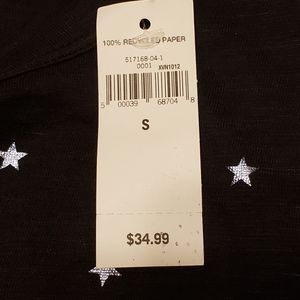 100% RECYCLED PAPER
517168-04-1
0001 XVN1012
5 00039 68704 8
S
$34.99